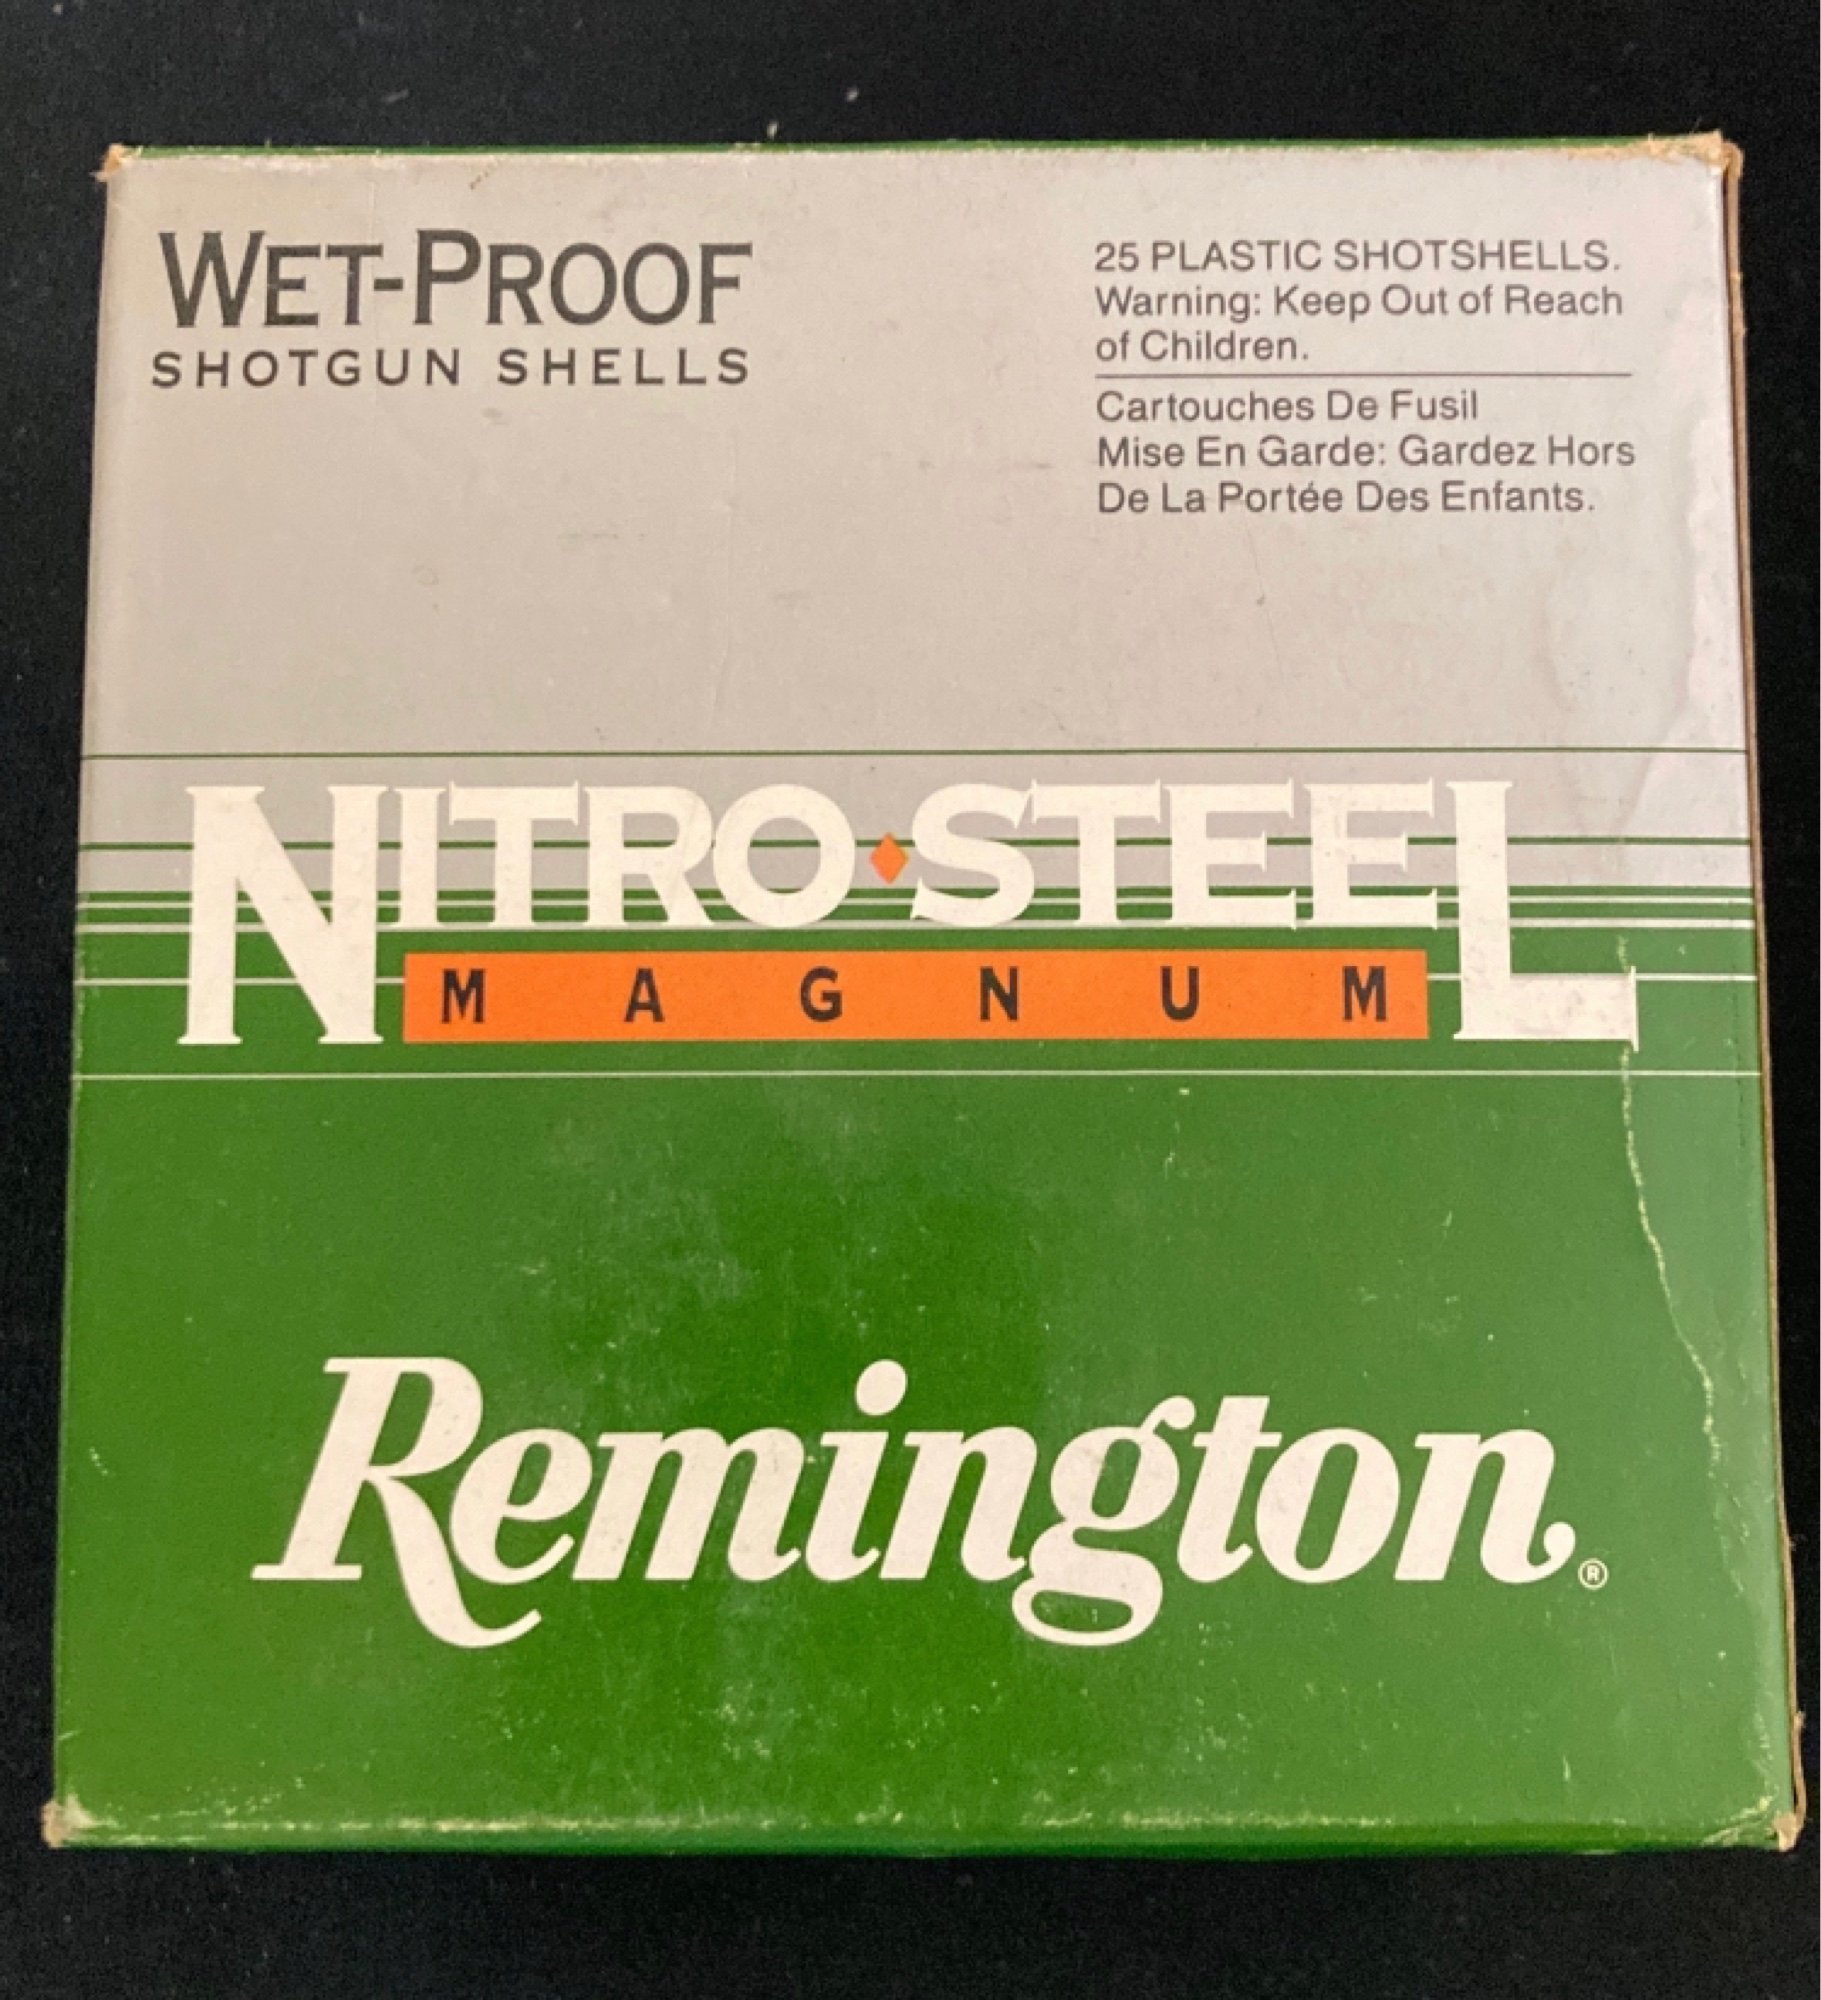 WET-PROOF
SHOTGUN SHELLS
25 PLASTIC SHOTSHELLS.
Warning: Keep Out of Reach
of Children.
Cartouches De Fusil
Mise En Garde: Gardez Hors
De La Portée Des Enfants.
NITRO♦STEEL
MAGNUM
Remington®